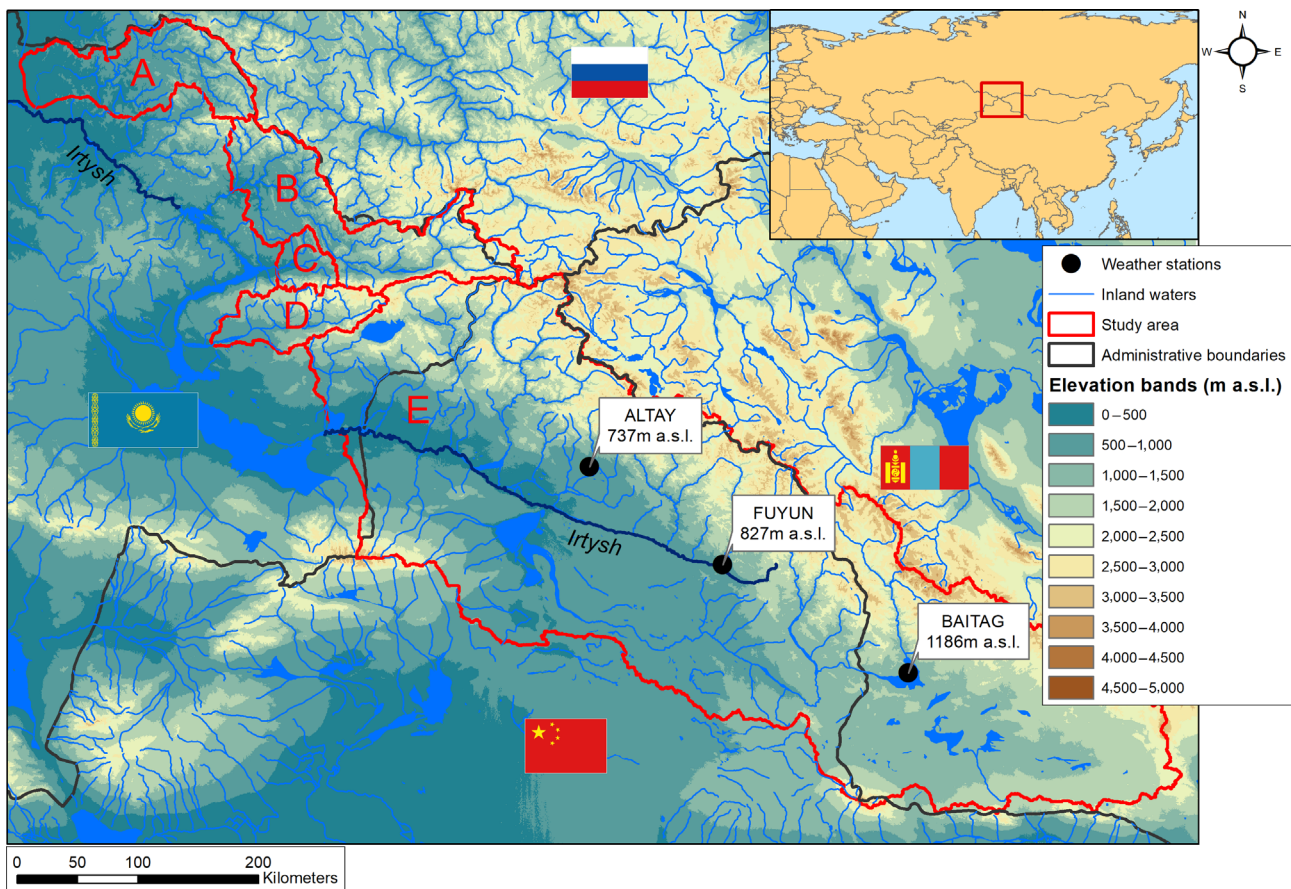 N
W
E
S
A
Irtysh
B
C
D
E
ALTAY
737m a.s.l.
FUYUN
827m a.s.l.
Irtysh
BAITAG
1186m a.s.l.
Weather stations
Inland waters
Study area
Administrative boundaries
Elevation bands (m a.s.l.)
0–500
500–1,000
1,000–1,500
1,500–2,000
2,000–2,500
2,500–3,000
3,000–3,500
3,500–4,000
4,000–4,500
4,500–5,000
0 50 100 200
Kilometers